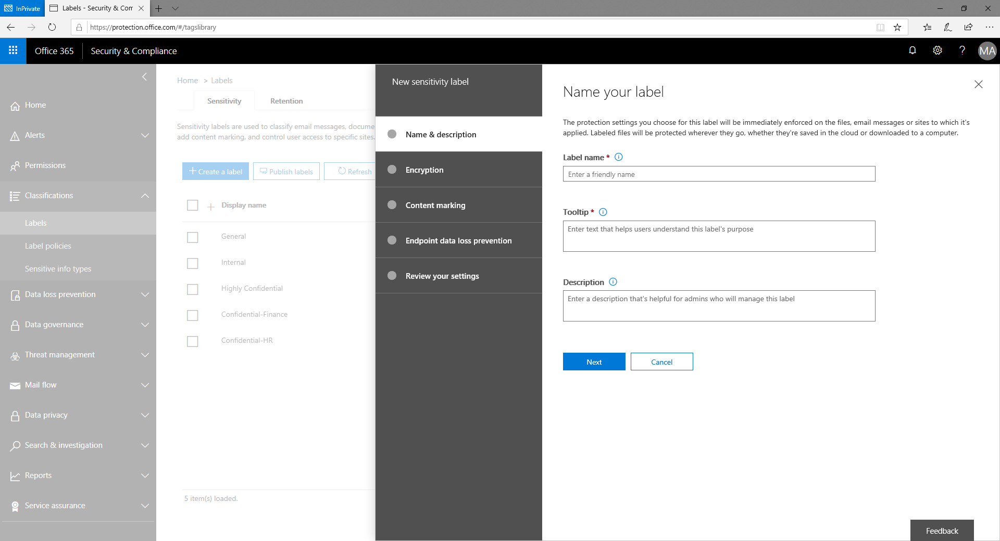 InPrivate
Labels - Security & Com
https://protection.office.com/#/tagslibrary
Office 365
Security & Compliance
MA
Home
Alerts
Permissions
Classifications
Labels
Label policies
Sensitive info types
Data loss prevention
Data governance
Threat management
Mail flow
Data privacy
Search & investigation
Reports
Service assurance
Home > Labels
Sensitivity
Retention
Sensitivity labels are used to classify email messages, docume
add content marking, and control user access to specific sites.
Create a label
Publish labels
Refresh
Display name
General
Internal
Highly Confidential
Confidential-Finance
Confidential-HR
5 item(s) loaded.
New sensitivity label
Name & description
Encryption
Content marking
Endpoint data loss prevention
Review your settings
Name your label
The protection settings you choose for this label will be immediately enforced on the files, email messages or sites to which it's
applied. Labeled files will be protected wherever they go, whether they're saved in the cloud or downloaded to a computer.
Label name *
Enter a friendly name
Tooltip *
Enter text that helps users understand this label's purpose
Description
Enter a description that's helpful for admins who will manage this label
Next
Cancel
Feedback